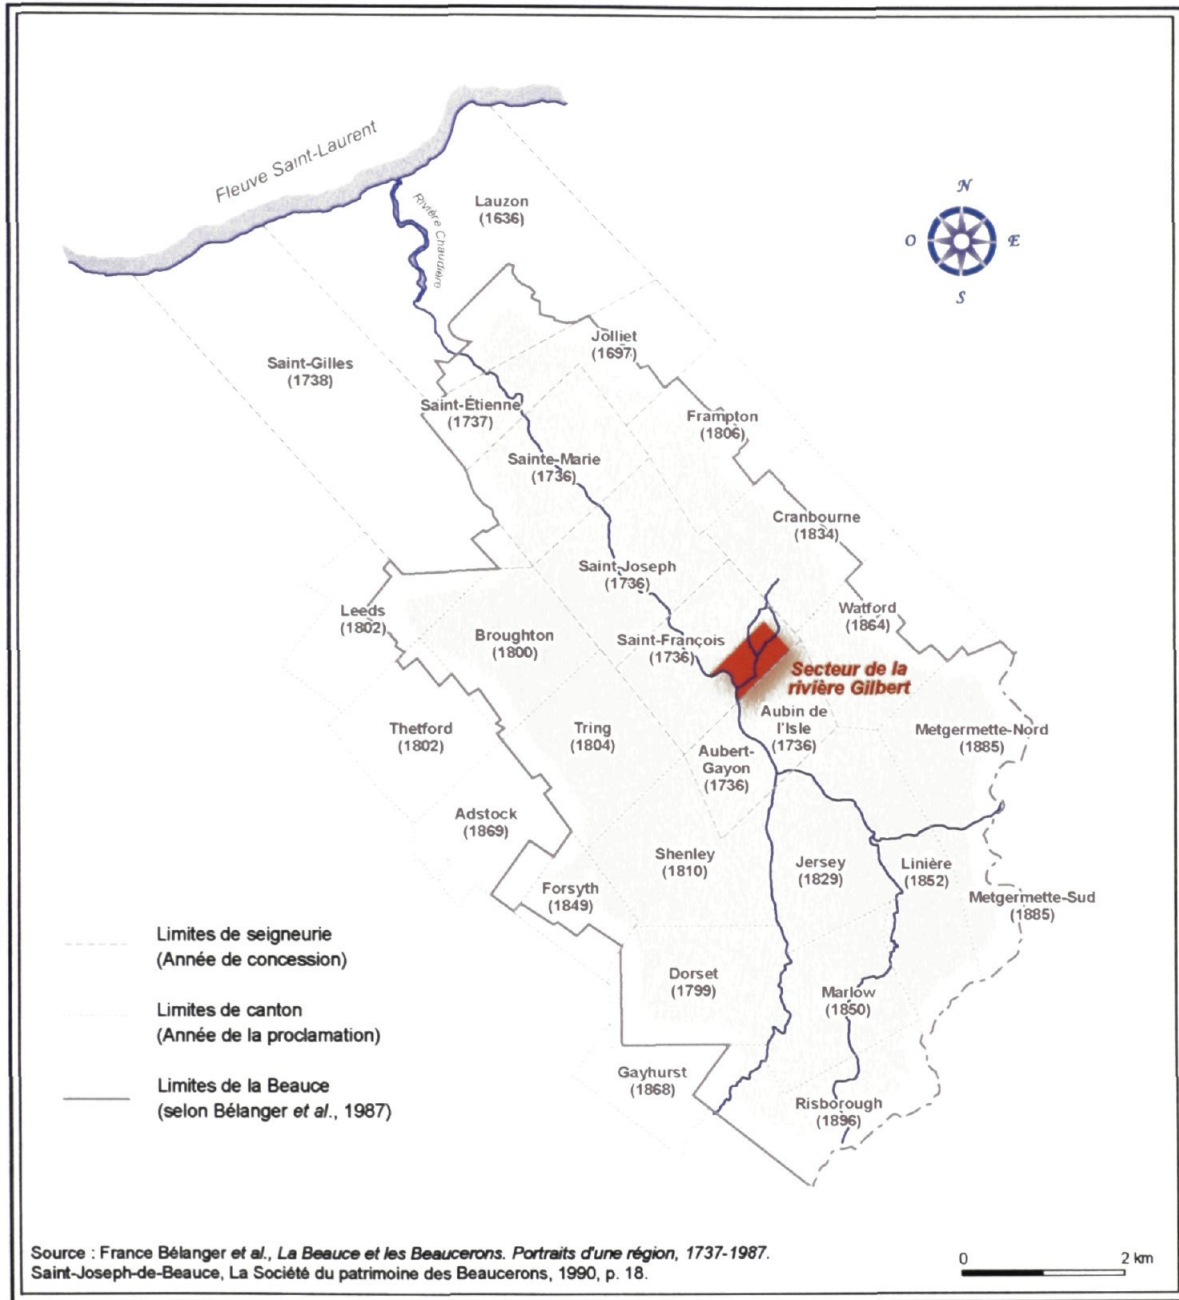 Fleuve Saint-Laurent
Rivière Chaudière
Lauzon
(1636)
N
O
E
S
Jolliet
(1697)
Saint-Gilles
(1738)
Saint-Étienne
(1737)
Frampton
(1806)
Sainte-Marie
(1736)
Cranbourne
(1834)
Saint-Joseph
(1736)
Leeds
(1802)
Watford
(1864)
Broughton
(1800)
Saint-François
(1736)
Secteur de la
rivière Gilbert
Aubin de
l'Isle
(1736)
Thetford
(1802)
Tring
(1804)
Metgermette-Nord
(1885)
Aubert-
Gayon
(1736)
Adstock
(1869)
Shenley
(1810)
Jersey
(1829)
Linière
(1852)
Forsyth
(1849)
Metgermette-Sud
(1885)
Dorset
(1799)
Marlow
(1850)
Gayhurst
(1868)
Risborough
(1896)
Limites de seigneurie
(Année de concession)
Limites de canton
(Année de la proclamation)
Limites de la Beauce
(selon Bélanger et al., 1987)
Source : France Bélanger et al., La Beauce et les Beaucerons. Portraits d'une région, 1737-1987.
Saint-Joseph-de-Beauce, La Société du patrimoine des Beaucerons, 1990, p. 18.
0
2 km